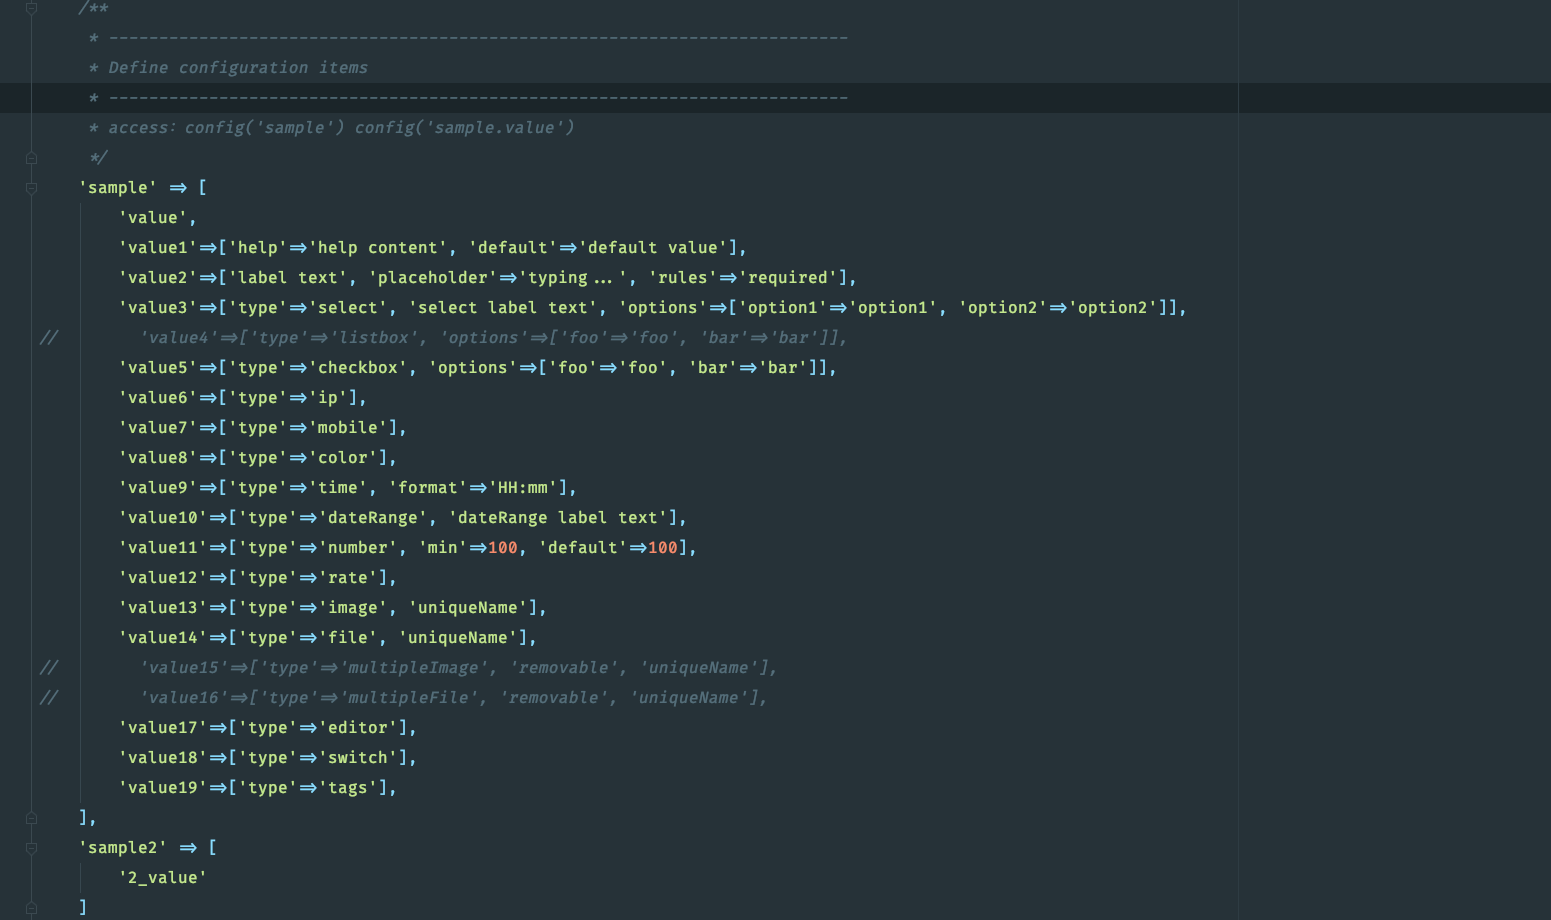 /**
 * --------------------------------------------------------------------------
 * Define configuration items
 * --------------------------------------------------------------------------
 * access: config('sample') config('sample.value')
 */
'sample' => [
    'value',
    'value1'=>['help'=>'help content', 'default'=>'default value'],
    'value2'=>['label text', 'placeholder'=>'typing...', 'rules'=>'required'],
    'value3'=>['type'=>'select', 'select label text', 'options'=>['option1'=>'option1', 'option2'=>'option2']],
//        'value4'=>['type'=>'listbox', 'options'=>['foo'=>'foo', 'bar'=>'bar']],
    'value5'=>['type'=>'checkbox', 'options'=>['foo'=>'foo', 'bar'=>'bar']],
    'value6'=>['type'=>'ip'],
    'value7'=>['type'=>'mobile'],
    'value8'=>['type'=>'color'],
    'value9'=>['type'=>'time', 'format'=>'HH:mm'],
    'value10'=>['type'=>'dateRange', 'dateRange label text'],
    'value11'=>['type'=>'number', 'min'=>100, 'default'=>100],
    'value12'=>['type'=>'rate'],
    'value13'=>['type'=>'image', 'uniqueName'],
    'value14'=>['type'=>'file', 'uniqueName'],
//        'value15'=>['type'=>'multipleImage', 'removable', 'uniqueName'],
//        'value16'=>['type'=>'multipleFile', 'removable', 'uniqueName'],
    'value17'=>['type'=>'editor'],
    'value18'=>['type'=>'switch'],
    'value19'=>['type'=>'tags'],
],
'sample2' => [
    '2_value'
]